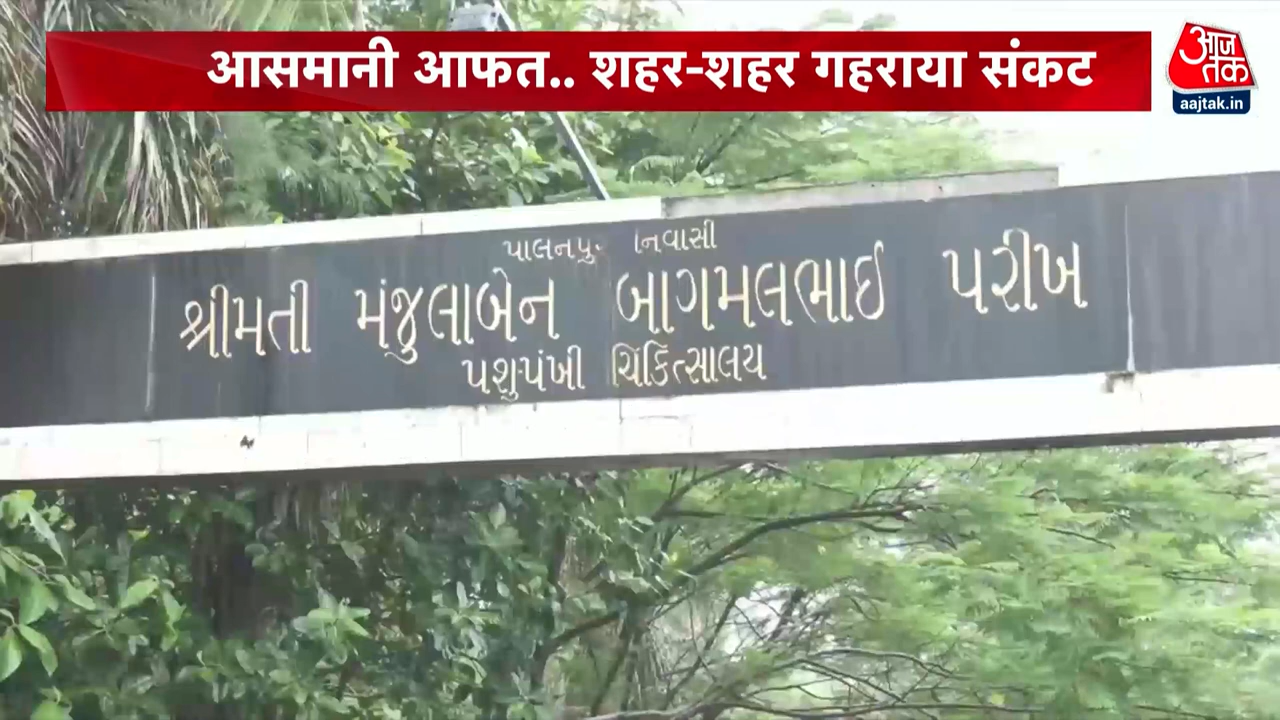 आसमानी आफत.. शहर-शहर गहराया संकट
आज तक
aajtak.in
પાલનપુર નિવાસી
શ્રીમતી મંજુલાબેન બાગમલભાઈ પરીખ
પશુપંખી ચિકિત્સાલય